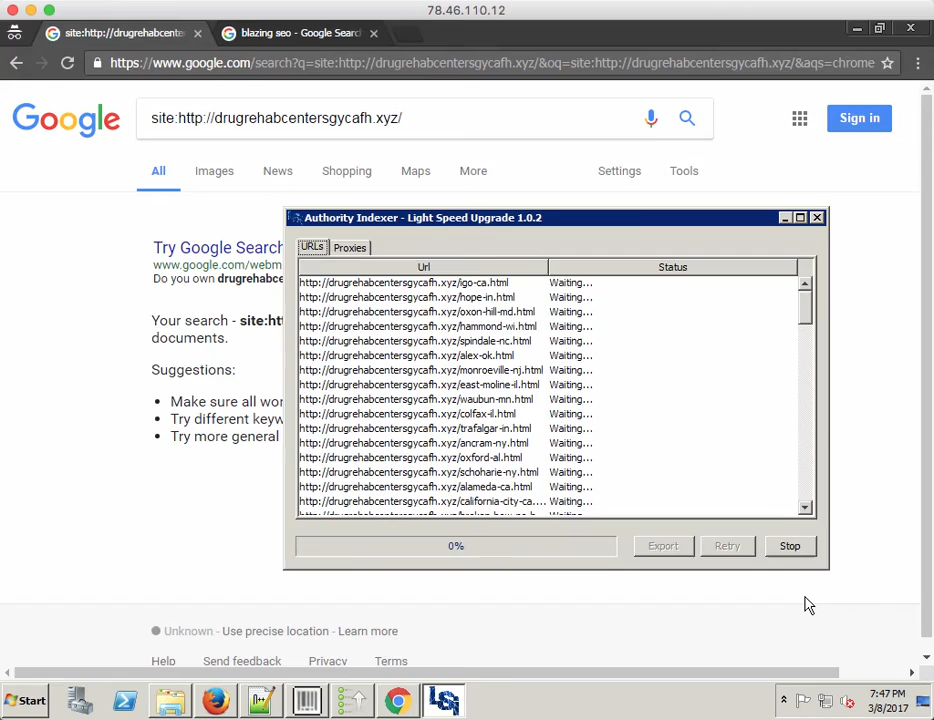 78.46.110.12
site:http://drugrehabcente
blazing seo - Google Searc
https://www.google.com/search?q=site:http://drugrehabcentersgycafh.xyz/&oq=site:http://drugrehabcentersgycafh.xyz/&aqs=chrome
Google
site:http://drugrehabcentersgycafh.xyz/
Sign in
All Images News Shopping Maps More Settings Tools
Authority Indexer - Light Speed Upgrade 1.0.2
Try Google Search
www.google.com/webm
Do you own drugrehabce
Your search - site:htt
documents.
Suggestions:
Make sure all wor
Try different keyw
Try more general
URLs Proxies
Url Status
http://drugrehabcentersgycafh.xyz/igo-ca.html Waiting...
http://drugrehabcentersgycafh.xyz/hope-in.html Waiting...
http://drugrehabcentersgycafh.xyz/oxon-hill-md.html Waiting...
http://drugrehabcentersgycafh.xyz/hammond-wi.html Waiting...
http://drugrehabcentersgycafh.xyz/spindale-nc.html Waiting...
http://drugrehabcentersgycafh.xyz/alex-ok.html Waiting...
http://drugrehabcentersgycafh.xyz/monroeville-nj.html Waiting...
http://drugrehabcentersgycafh.xyz/east-moline-il.html Waiting...
http://drugrehabcentersgycafh.xyz/waubun-mn.html Waiting...
http://drugrehabcentersgycafh.xyz/colfax-il.html Waiting...
http://drugrehabcentersgycafh.xyz/trafalgar-in.html Waiting...
http://drugrehabcentersgycafh.xyz/ancram-ny.html Waiting...
http://drugrehabcentersgycafh.xyz/oxford-al.html Waiting...
http://drugrehabcentersgycafh.xyz/schoharie-ny.html Waiting...
http://drugrehabcentersgycafh.xyz/alameda-ca.html Waiting...
http://drugrehabcentersgycafh.xyz/california-city-ca.... Waiting...
0% Export Retry Stop
Unknown - Use precise location - Learn more
Help Send feedback Privacy Terms
Start
7:47 PM
3/8/2017